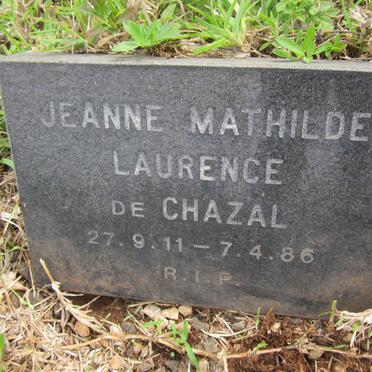 JEANNE MATHILDE
LAURENCE
DE CHAZAL
27.9.11 — 7.4.86
R.I.P.